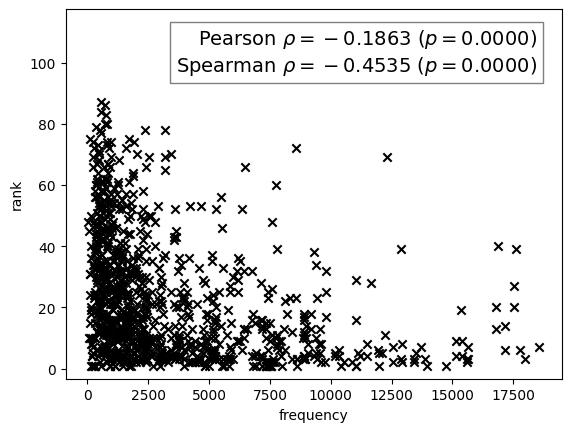 Pearson ρ = − 0.1863 (p = 0.0000)
Spearman ρ = − 0.4535 (p = 0.0000)
100
80
60
40
20
0
rank
0 2500 5000 7500 10000 12500 15000 17500
frequency